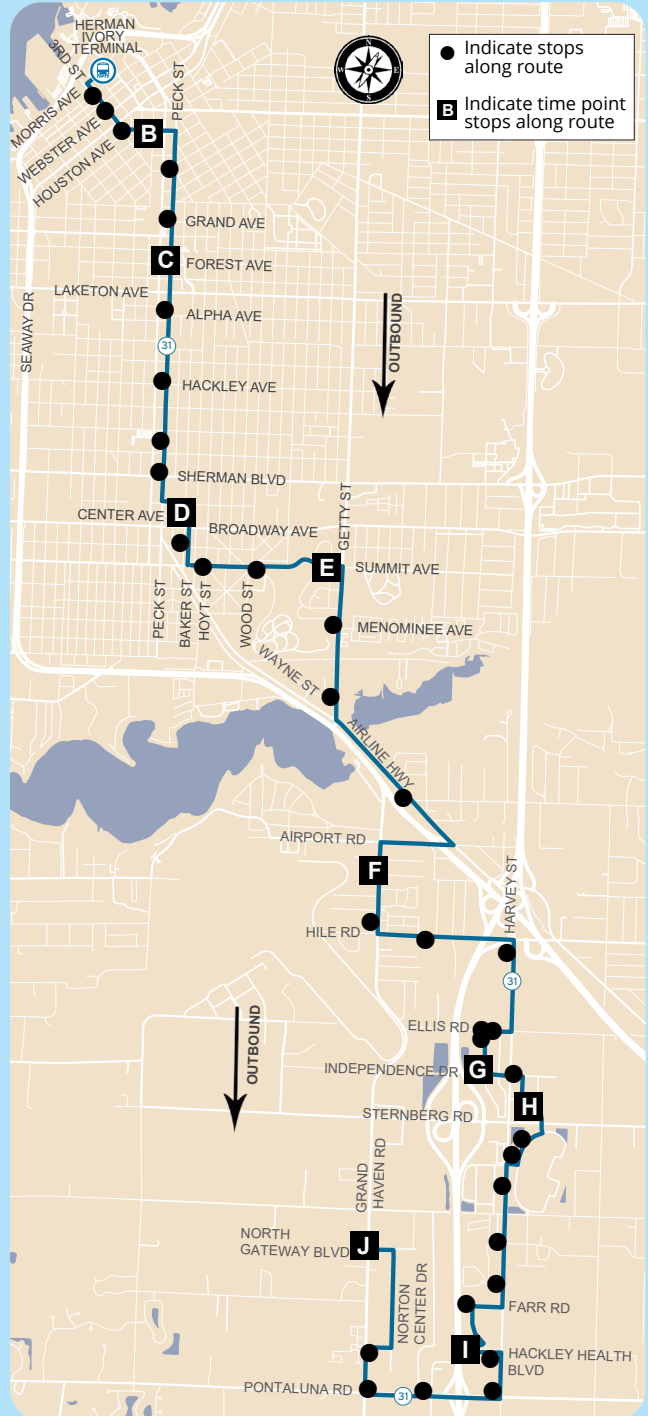 HERMAN
IVORY
TERMINAL
3RD ST
MORRIS AVE
WEBSTER AVE
HOUSTON AVE
B
PECK ST
N
E
S
W
Indicate stops
along route
B Indicate time point
stops along route
GRAND AVE
C
FOREST AVE
LAKETON AVE
ALPHA AVE
SEAWAY DR
31
OUTBOUND
HACKLEY AVE
SHERMAN BLVD
CENTER AVE
D
BROADWAY AVE
GETTY ST
E
SUMMIT AVE
PECK ST
BAKER ST
HOYT ST
WOOD ST
MENOMINEE AVE
WAYNE ST
AIRLINE HWY
AIRPORT RD
F
HARVEY ST
HILE RD
31
OUTBOUND
ELLIS RD
INDEPENDENCE DR
G
H
STERNBERG RD
GRAND
HAVEN RD
NORTH
GATEWAY BLVD
J
NORTON
CENTER DR
FARR RD
I
HACKLEY HEALTH
BLVD
PONTALUNA RD
31